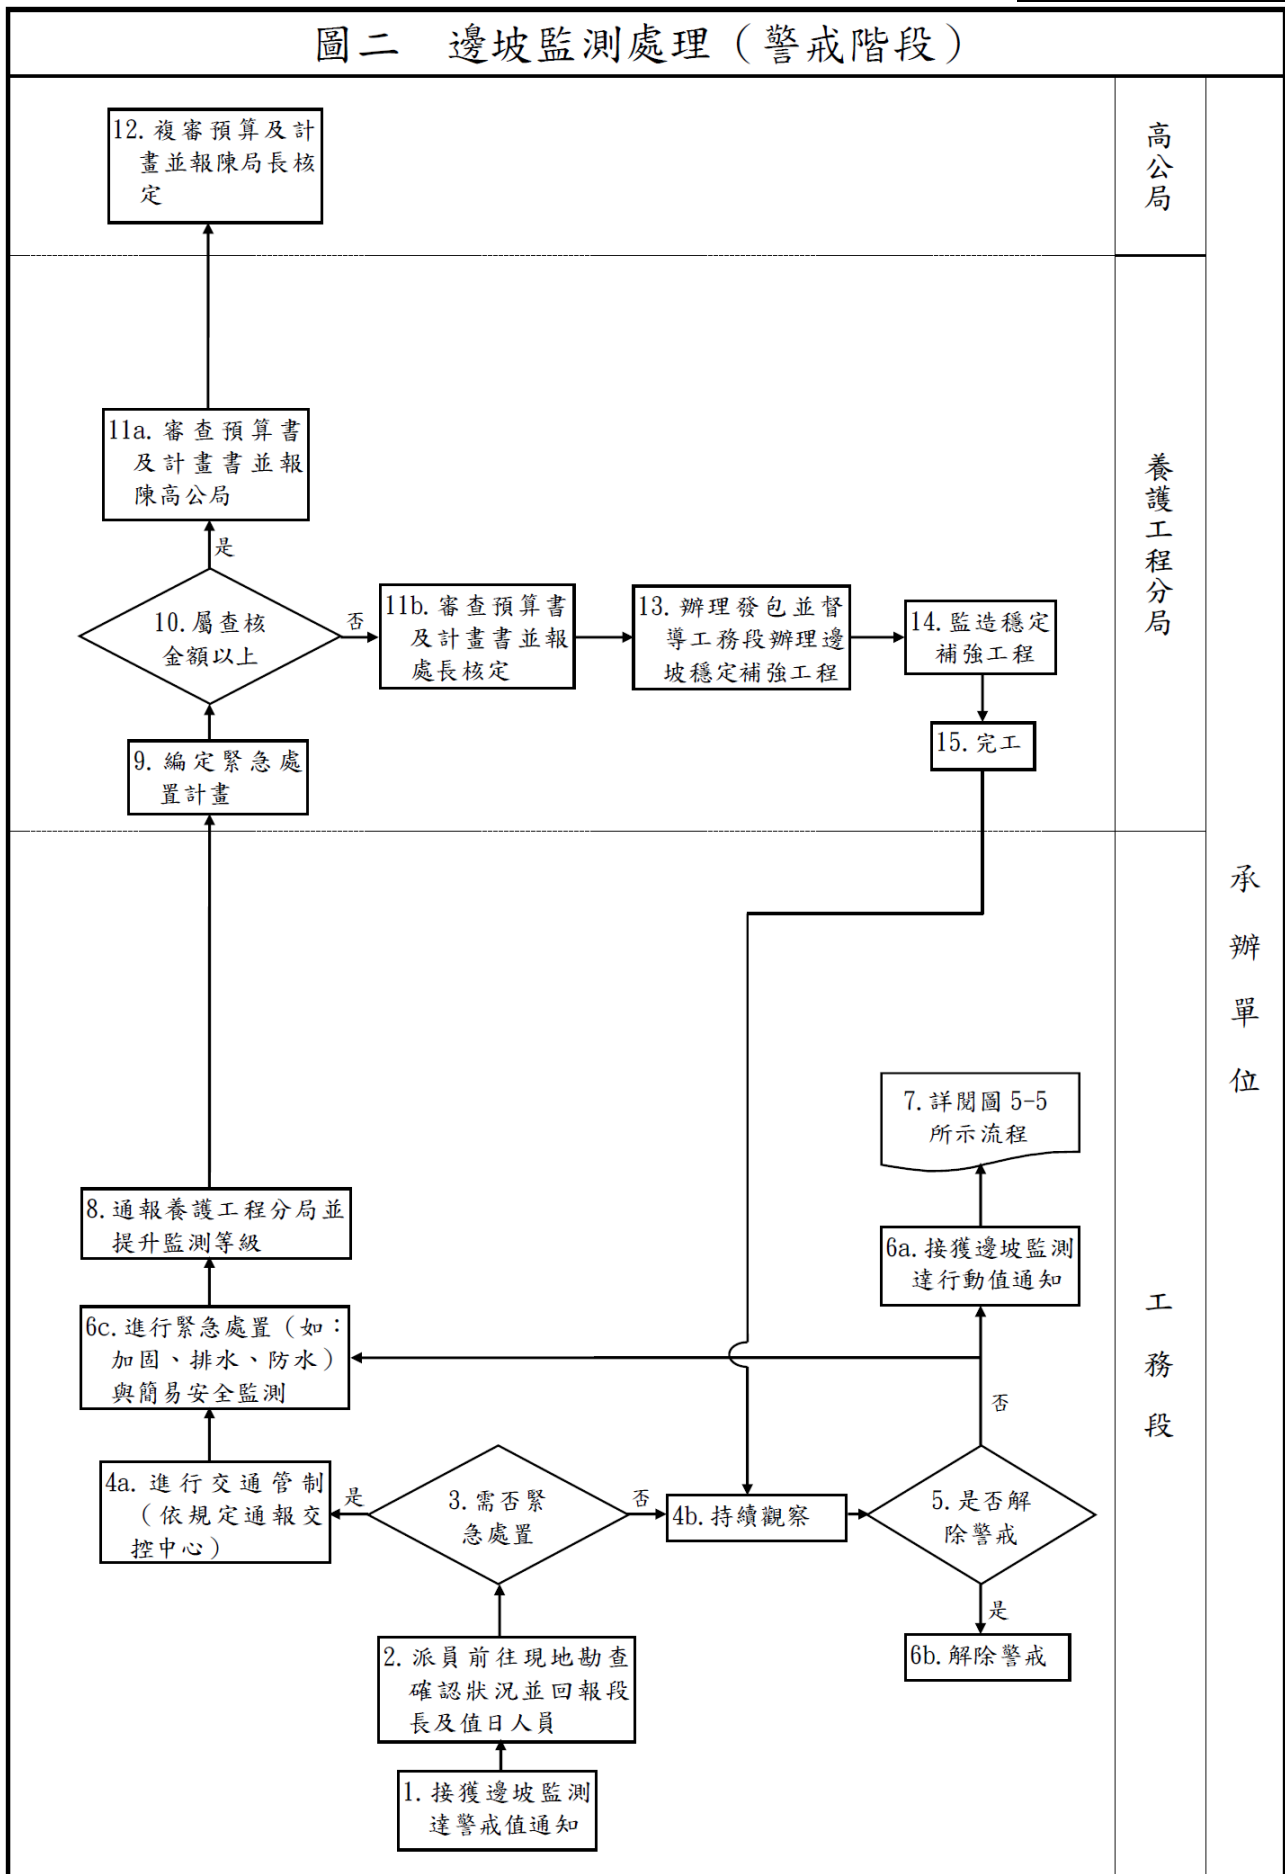 圖二　邊坡監測處理（警戒階段）
12.複審預算及計
畫並報陳局長核
定
高公局
11a.審查預算書
及計畫書並報
陳高公局
是
10.屬查核
金額以上
否
11b.審查預算書
及計畫書並報
處長核定
13.辦理發包並督
導工務段辦理邊
坡穩定補強工程
14.監造穩定
補強工程
15.完工
9.編定緊急處
置計畫
養護工程分局
承辦單位
7.詳閱圖 5-5
所示流程
8.通報養護工程分局並
提升監測等級
6a.接獲邊坡監測
達行動值通知
6c.進行緊急處置（如：
加固、排水、防水）
與簡易安全監測
否
工務段
4a.進行交通管制
（依規定通報交
控中心）
是
3.需否緊
急處置
否
4b.持續觀察
5.是否解
除警戒
是
6b.解除警戒
2.派員前往現地勘查
確認狀況並回報段
長及值日人員
1.接獲邊坡監測
達警戒值通知